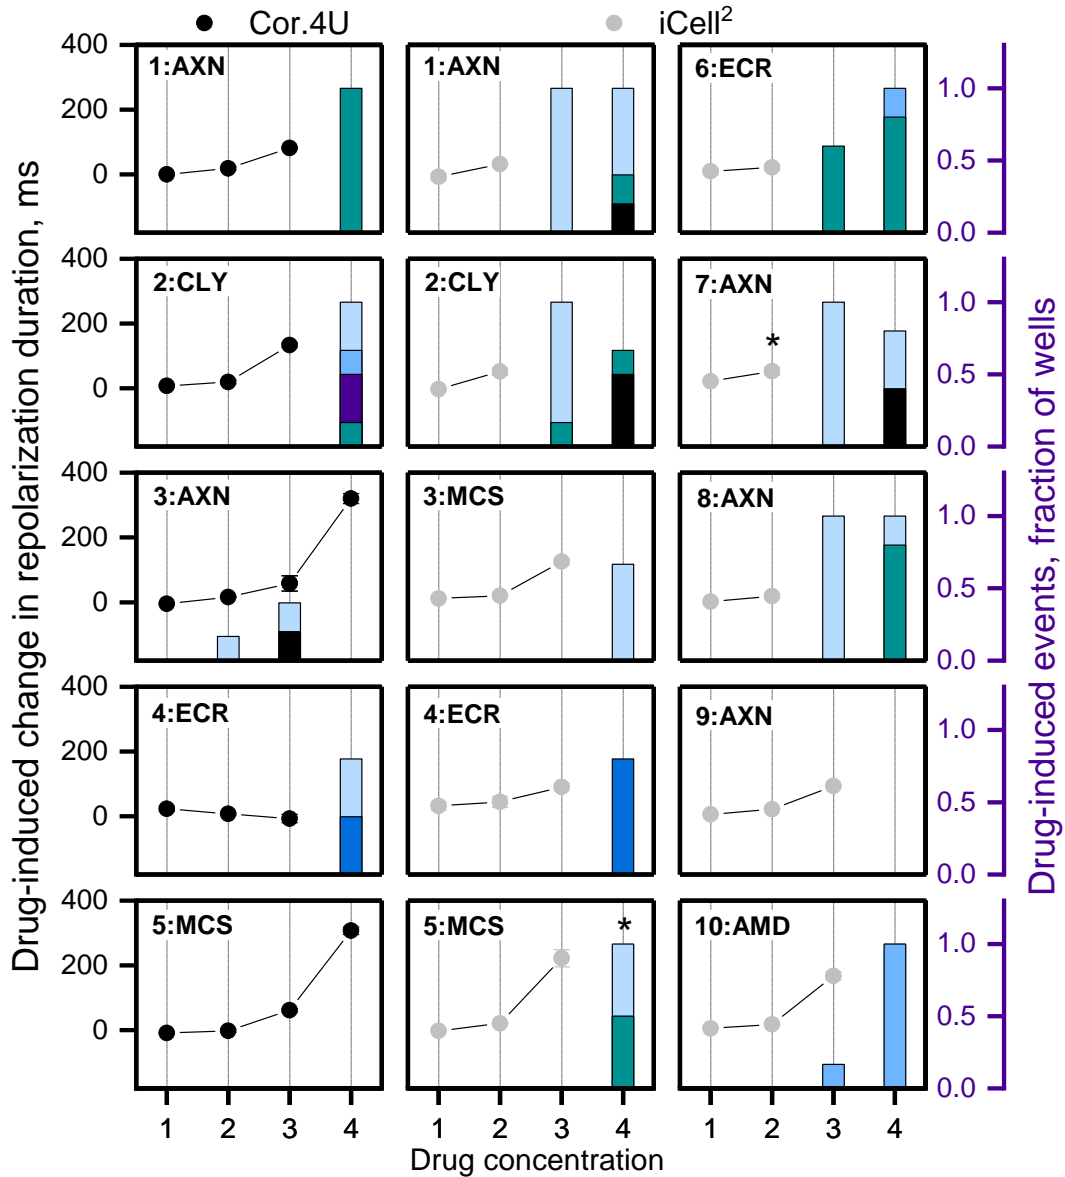 Cor.4U iCell²
Drug-induced change in repolarization duration, ms
Drug-induced events, fraction of wells
400 1:AXN 1:AXN 6:ECR 1.0
200
0 0.5
0.0
400 2:CLY 2:CLY 7:AXN 1.0
200 *
0 0.5
0.0
400 3:AXN 3:MCS 8:AXN 1.0
200
0 0.5
0.0
400 4:ECR 4:ECR 9:AXN 1.0
200
0 0.5
0.0
400 5:MCS 5:MCS * 10:AMD 1.0
200
0 0.5
0.0
1 2 3 4 1 2 3 4 1 2 3 4
Drug concentration